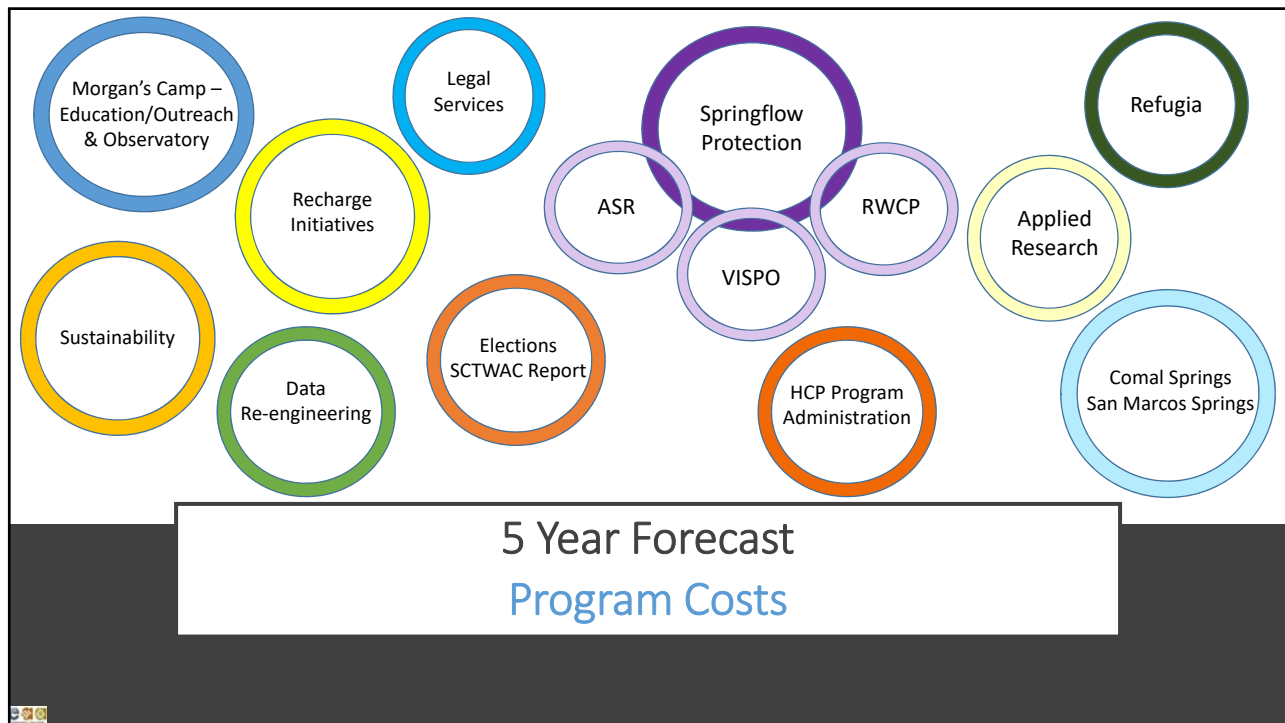 Morgan's Camp –
Education/Outreach
& Observatory
Legal
Services
Springflow
Protection
Refugia
Recharge
Initiatives
ASR
RWCP
Applied
Research
VISPO
Sustainability
Elections
SCTWAC Report
Data
Re-engineering
HCP Program
Administration
Comal Springs
San Marcos Springs
5 Year Forecast
Program Costs